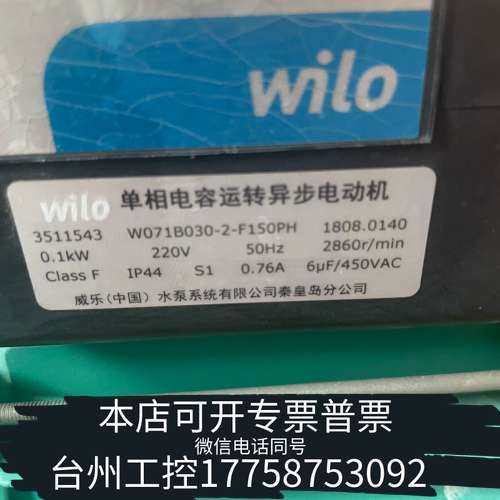 wilo
wilo 单相电容运转异步电动机
3511543 W071B030-2-F150PH 1808.0140
0.1kW 220V 50Hz 2860r/min
Class F IP44 S1 0.76A 6μF/450VAC
威乐(中国)水泵系统有限公司秦皇岛分公司
本店可开专票普票
微信电话同号
台州工控17758753092